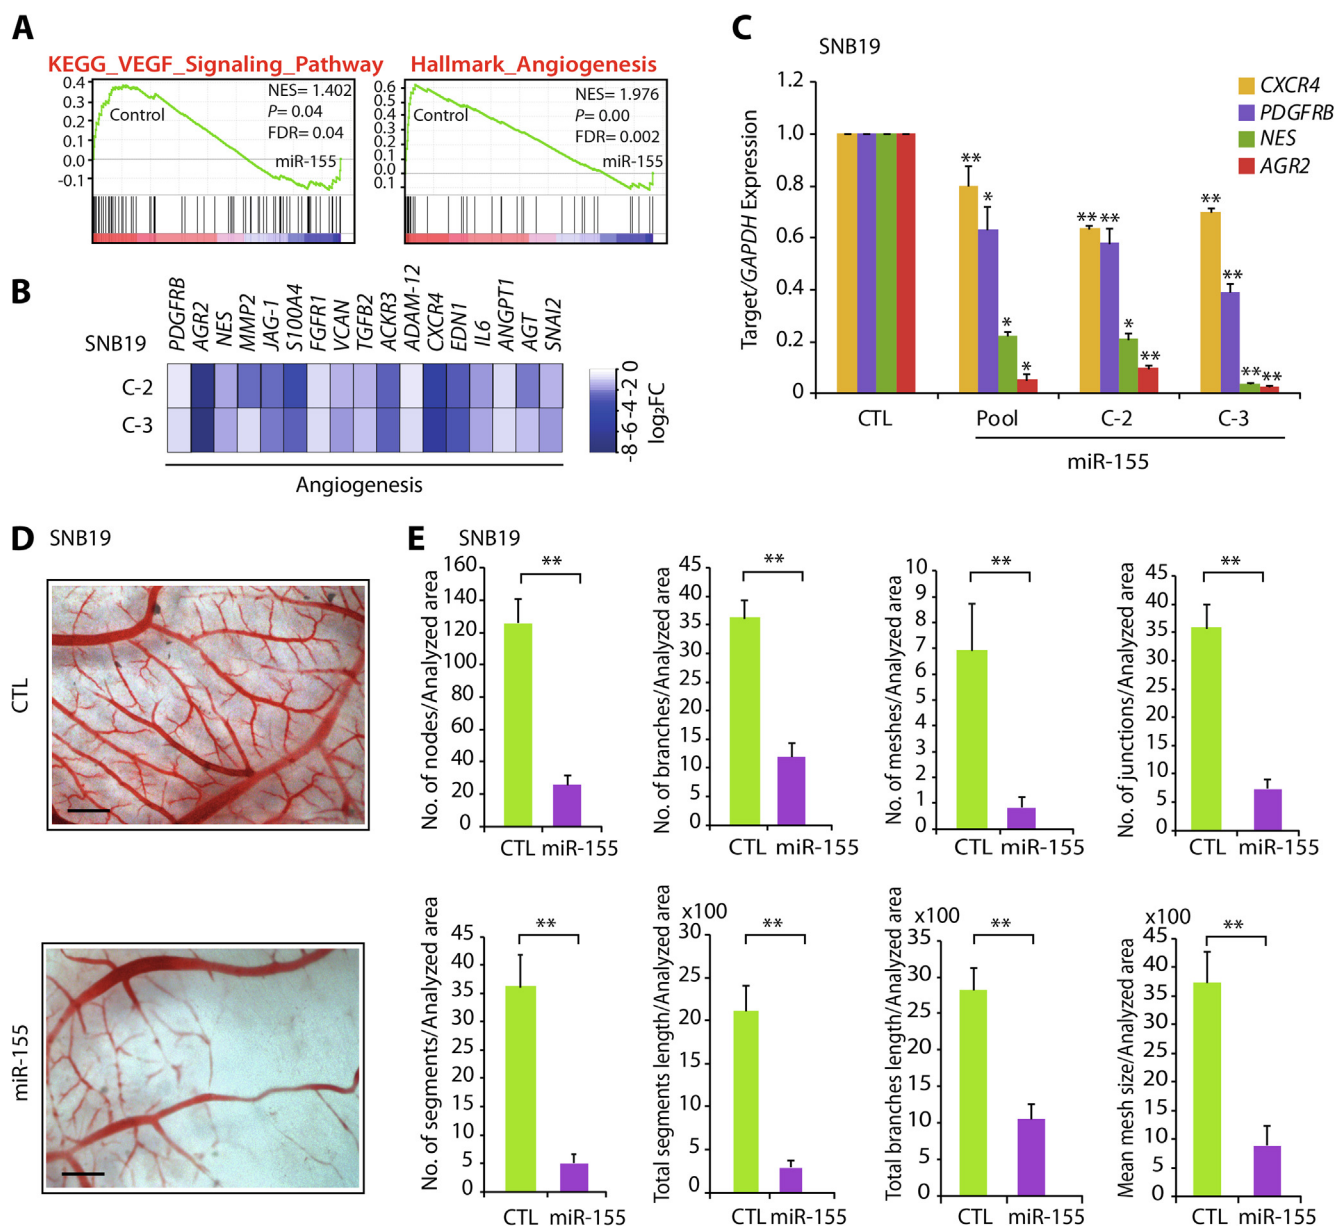 A
KEGG_VEGF_Signaling_Pathway
0.4
0.3
0.2
0.1
0.0
-0.1
Control
NES= 1.402
P= 0.04
FDR= 0.04
miR-155
Hallmark_Angiogenesis
0.6
0.5
0.4
0.3
0.2
0.1
0.0
0.1
Control
NES= 1.976
P= 0.00
FDR= 0.002
miR-155
B
SNB19
PDGFRB
AGR2
NES
MMP2
JAG-1
S100A4
FGFR1
VCAN
TGFB2
ACKR3
ADAM-12
CXCR4
EDN1
IL6
ANGPT1
AGT
SNAI2
C-2
C-3
-8 -6 -4 -2 0
log₂FC
Angiogenesis
C
SNB19
Target/GAPDH Expression
1.2
1.0
0.8
0.6
0.4
0.2
0
CXCR4
PDGFRB
NES
AGR2
** * * *
** ** * **
** ** ** **
CTL Pool C-2 C-3
miR-155
D
SNB19
CTL
miR-155
E
SNB19
No. of nodes/Analyzed area
160
140
120
100
80
60
40
20
0
**
CTL miR-155
No. of branches/Analyzed area
45
40
35
30
25
20
15
10
5
0
**
CTL miR-155
No. of meshes/Analyzed area
10
9
8
7
6
5
4
3
2
1
0
**
CTL miR-155
No. of junctions/Analyzed area
45
40
35
30
25
20
15
10
5
0
**
CTL miR-155
No. of segments/Analyzed area
45
40
35
30
25
20
15
10
5
0
**
CTL miR-155
Total segments length/Analyzed area
x100
30
25
20
15
10
5
0
**
CTL miR-155
Total branches length/Analyzed area
x100
35
30
25
20
15
10
5
0
**
CTL miR-155
Mean mesh size/Analyzed area
x100
45
40
35
30
25
20
15
10
5
0
**
CTL miR-155